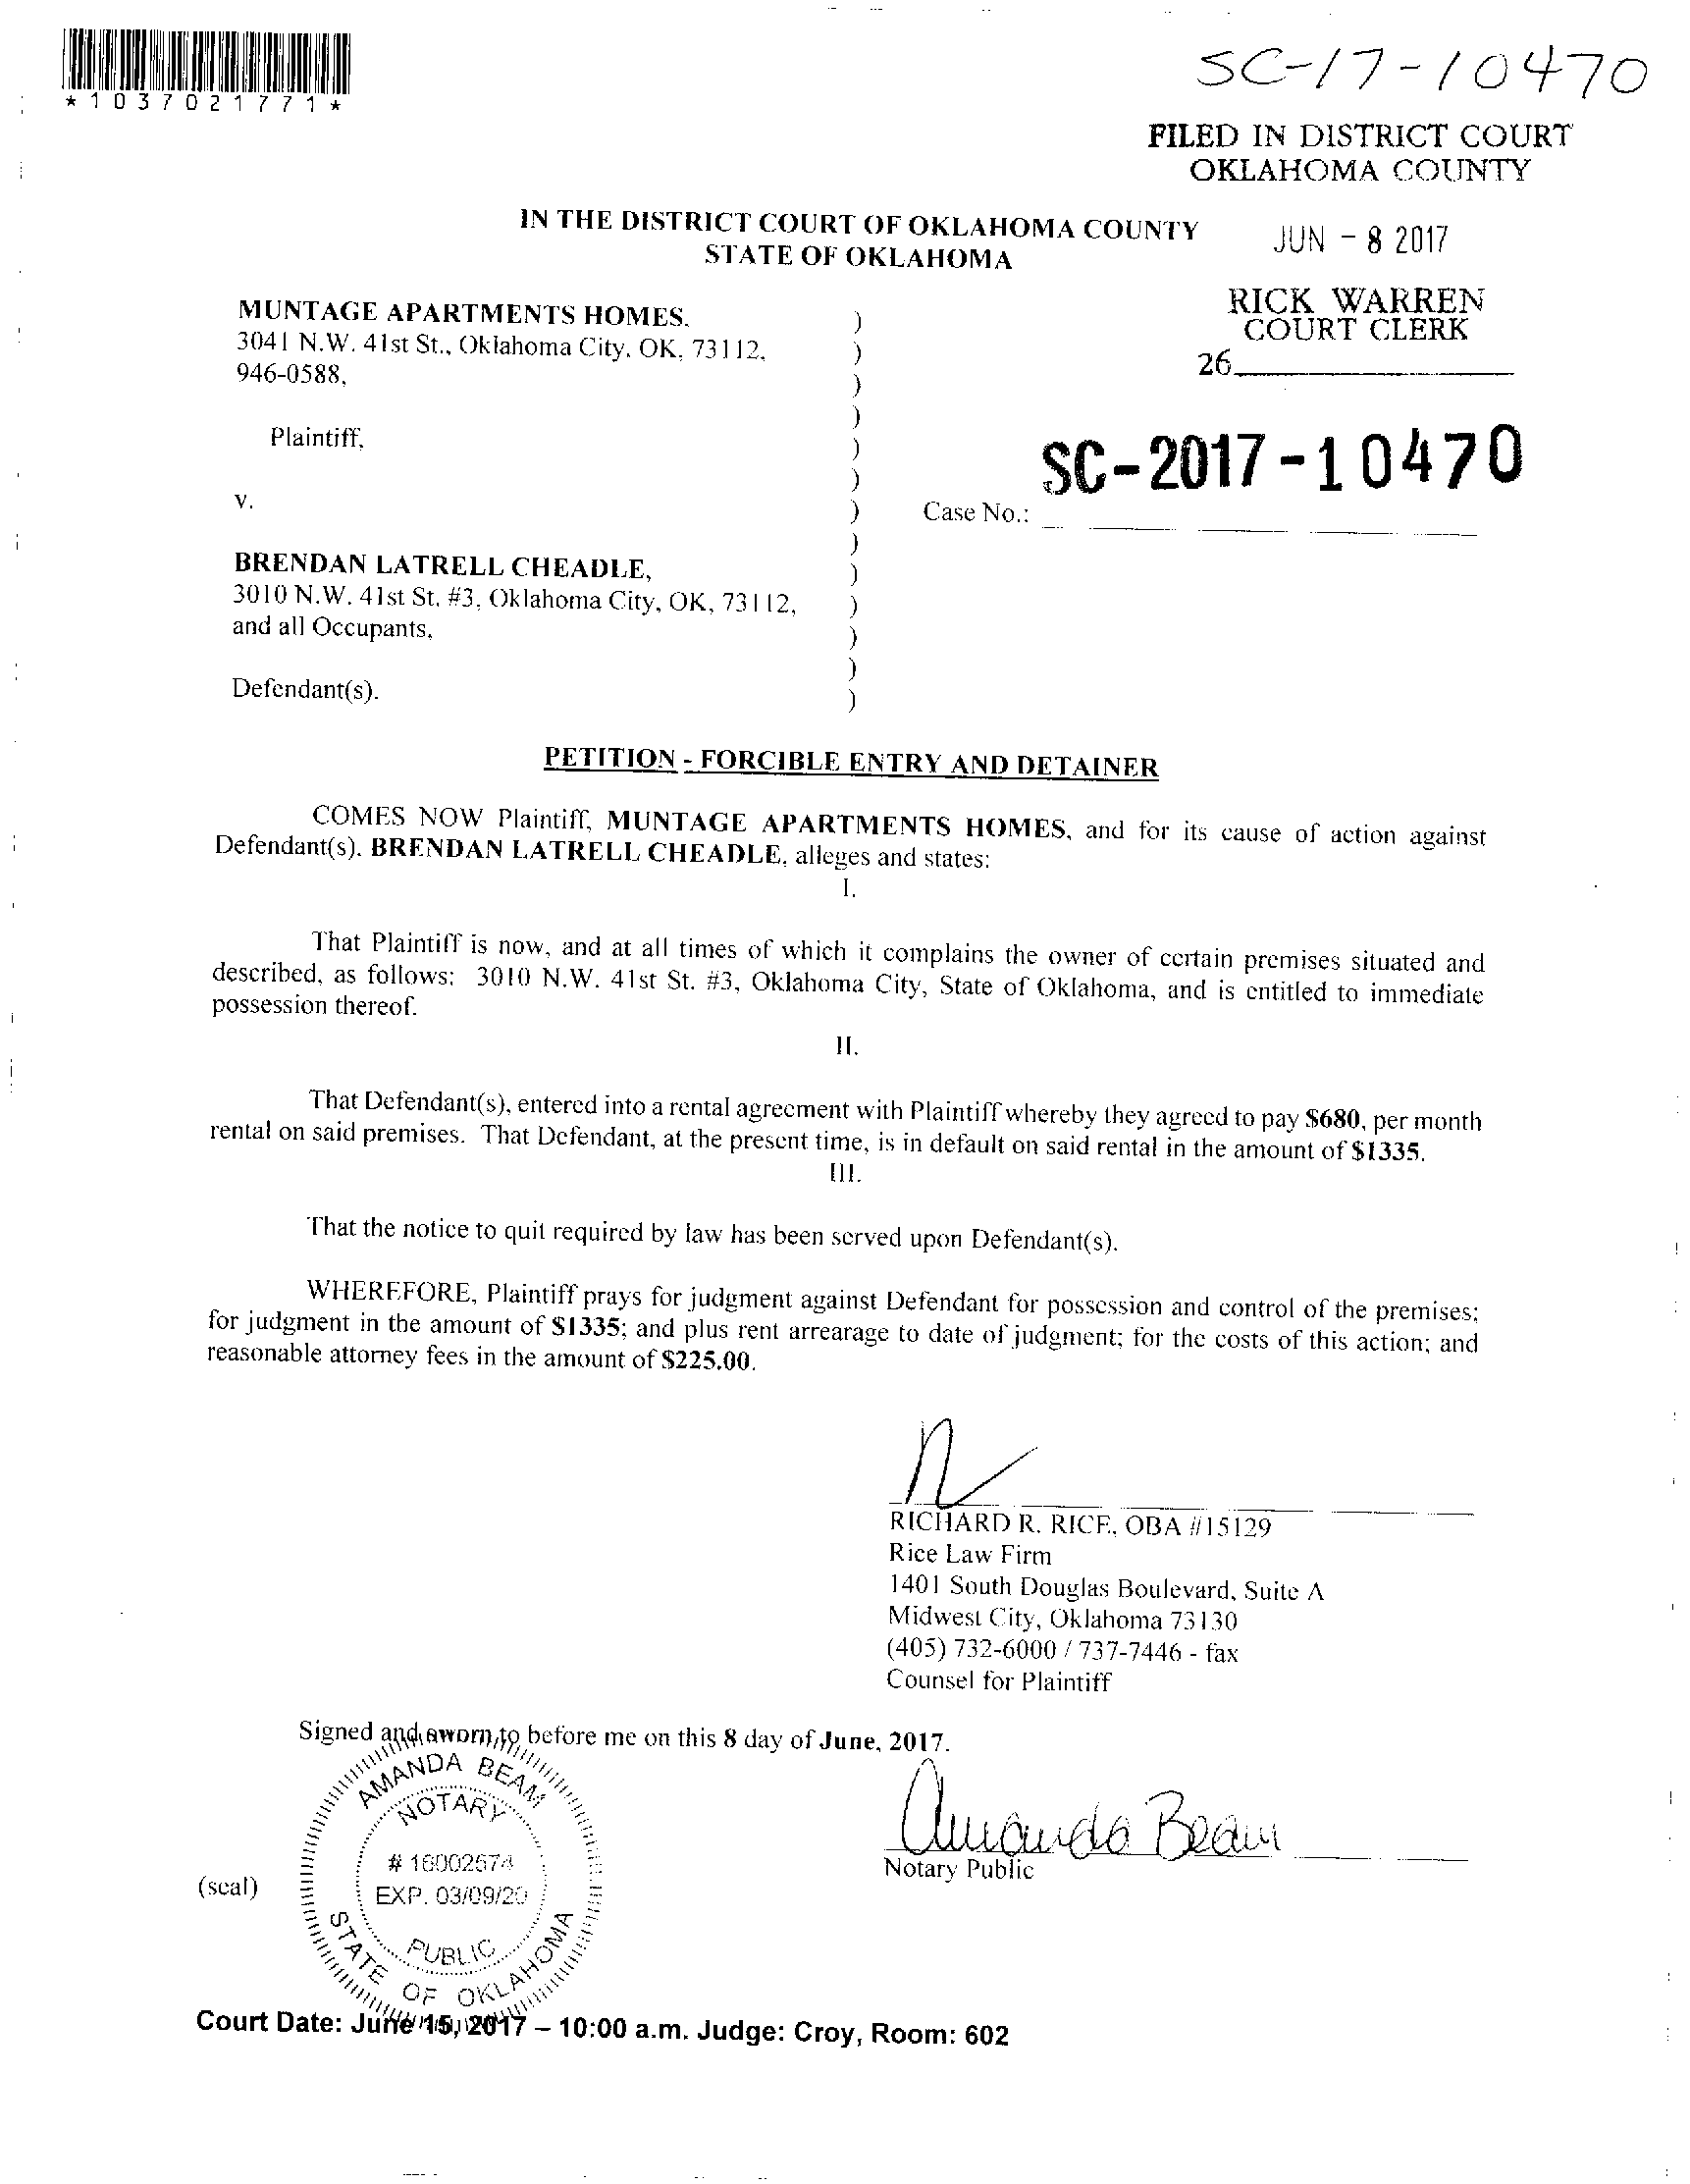 *1037021771*
SC-17-10470
FILED IN DISTRICT COURT
OKLAHOMA COUNTY
IN THE DISTRICT COURT OF OKLAHOMA COUNTY
STATE OF OKLAHOMA
JUN - 8 2017
RICK WARREN
COURT CLERK
26
MUNTAGE APARTMENTS HOMES,
3041 N.W. 41st St., Oklahoma City, OK, 73112,
946-0588,
Plaintiff,
v.
SC-2017-10470
Case No.:
BRENDAN LATRELL CHEADLE,
3010 N.W. 41st St. #3, Oklahoma City, OK, 73112,
and all Occupants,
Defendant(s).
)
)
)
)
)
)
)
)
)
)
)
)
)
PETITION - FORCIBLE ENTRY AND DETAINER
COMES NOW Plaintiff, MUNTAGE APARTMENTS HOMES, and for its cause of action against
Defendant(s). BRENDAN LATRELL CHEADLE, alleges and states:
I.
That Plaintiff is now, and at all times of which it complains the owner of certain premises situated and
described, as follows: 3010 N.W. 41st St. #3, Oklahoma City, State of Oklahoma, and is entitled to immediate
possession thereof.
II.
That Defendant(s), entered into a rental agreement with Plaintiff whereby they agreed to pay $680, per month
rental on said premises. That Defendant, at the present time, is in default on said rental in the amount of $1335.
III.
That the notice to quit required by law has been served upon Defendant(s).
WHEREFORE, Plaintiff prays for judgment against Defendant for possession and control of the premises;
for judgment in the amount of $1335; and plus rent arrearage to date of judgment; for the costs of this action; and
reasonable attorney fees in the amount of $225.00.
RICHARD R. RICE, OBA #15129
Rice Law Firm
1401 South Douglas Boulevard, Suite A
Midwest City, Oklahoma 73130
(405) 732-6000 / 737-7446 - fax
Counsel for Plaintiff
Signed and sworn to before me on this 8 day of June, 2017.
Amanda Beam
Notary Public
(seal)
AMANDA BEAM
NOTARY
# 16002574
EXP. 03/09/20
PUBLIC
STATE OF OKLAHOMA
Court Date: June 15, 2017 – 10:00 a.m. Judge: Croy, Room: 602